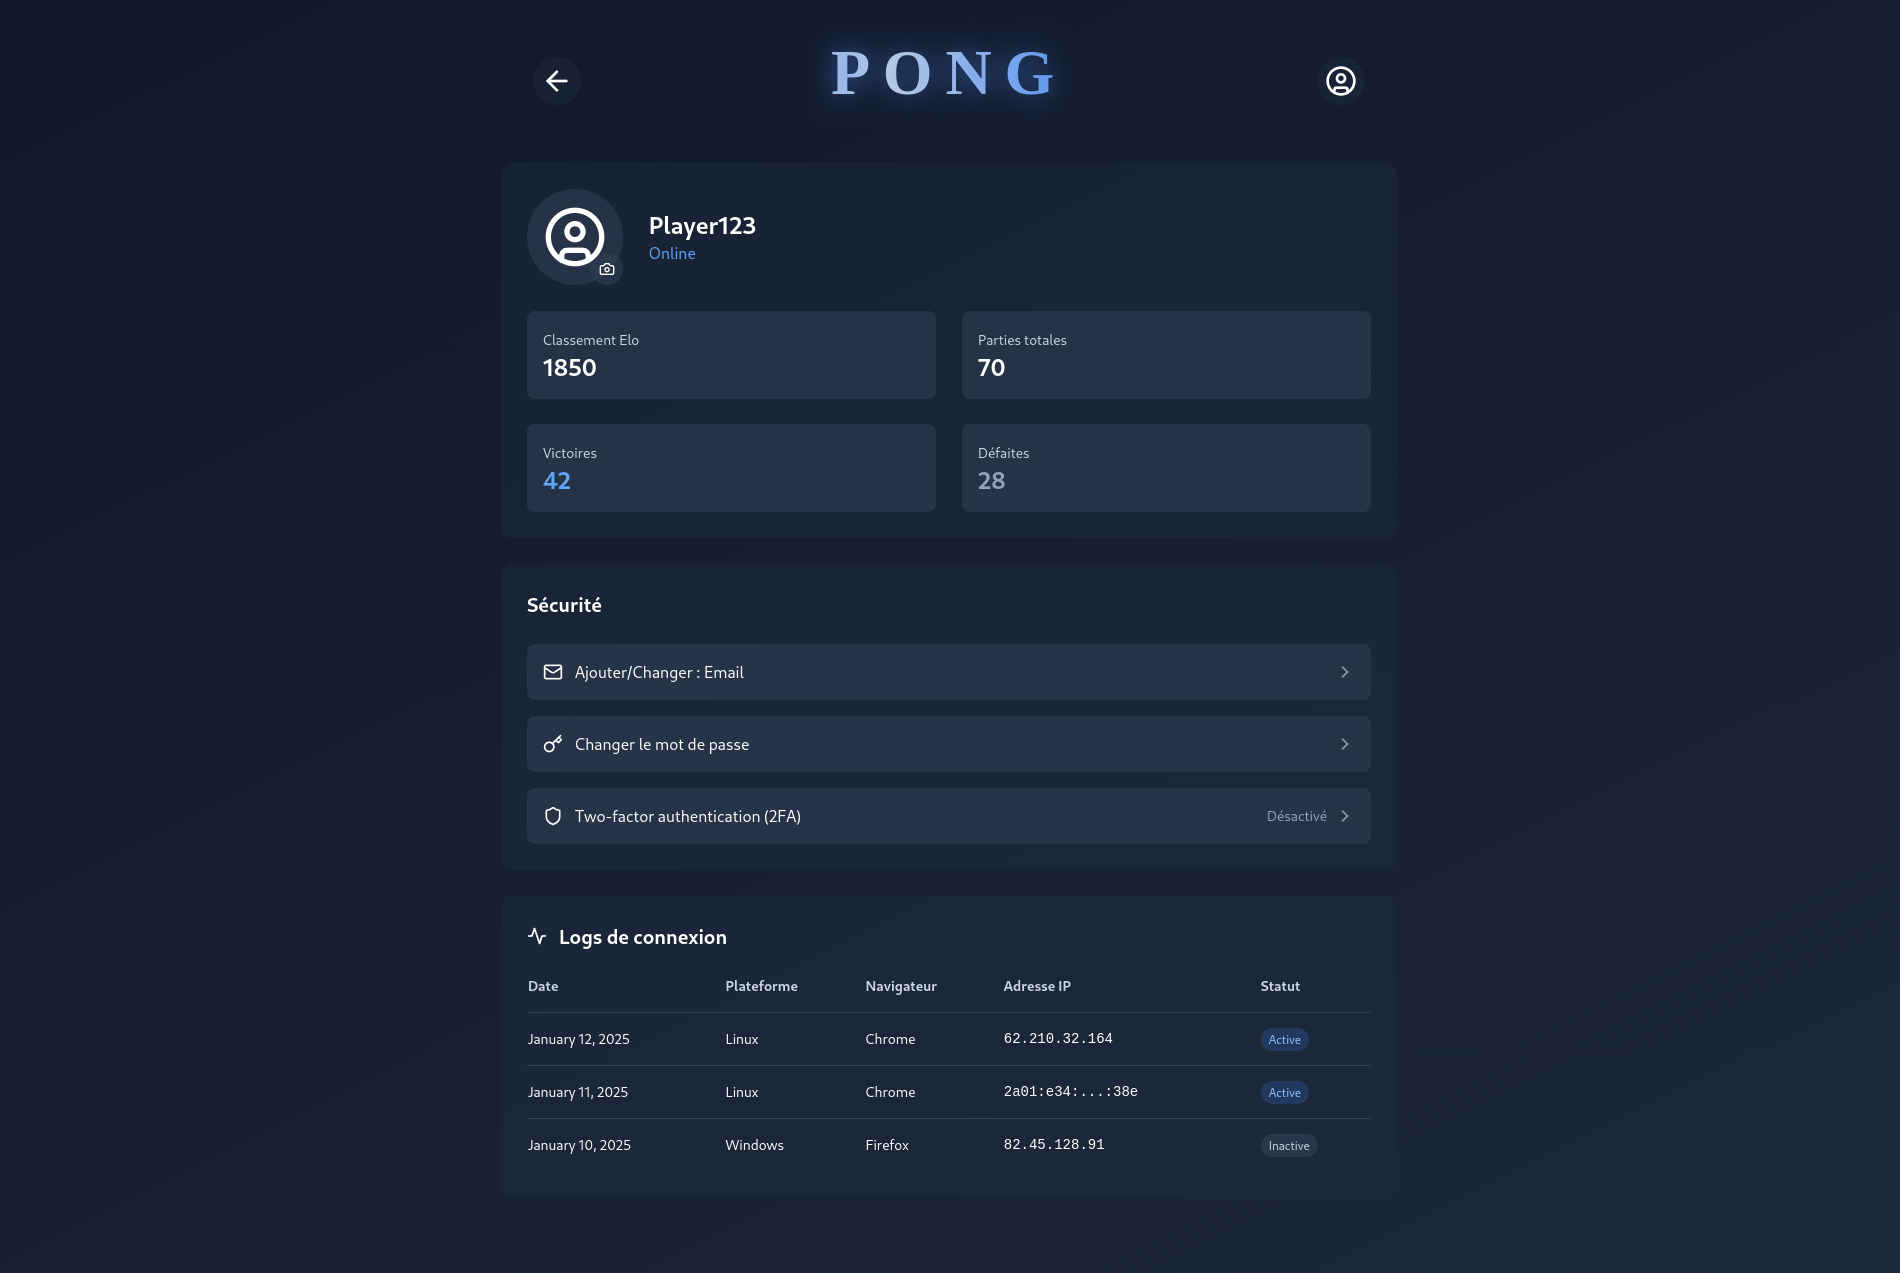 PONG
Player123
Online
Classement Elo
1850
Parties totales
70
Victoires
42
Défaites
28
Sécurité
Ajouter/Changer : Email
Changer le mot de passe
Two-factor authentication (2FA) Désactivé
Logs de connexion
Date Plateforme Navigateur Adresse IP Statut
January 12, 2025 Linux Chrome 62.210.32.164 Active
January 11, 2025 Linux Chrome 2a01:e34:...:38e Active
January 10, 2025 Windows Firefox 82.45.128.91 Inactive